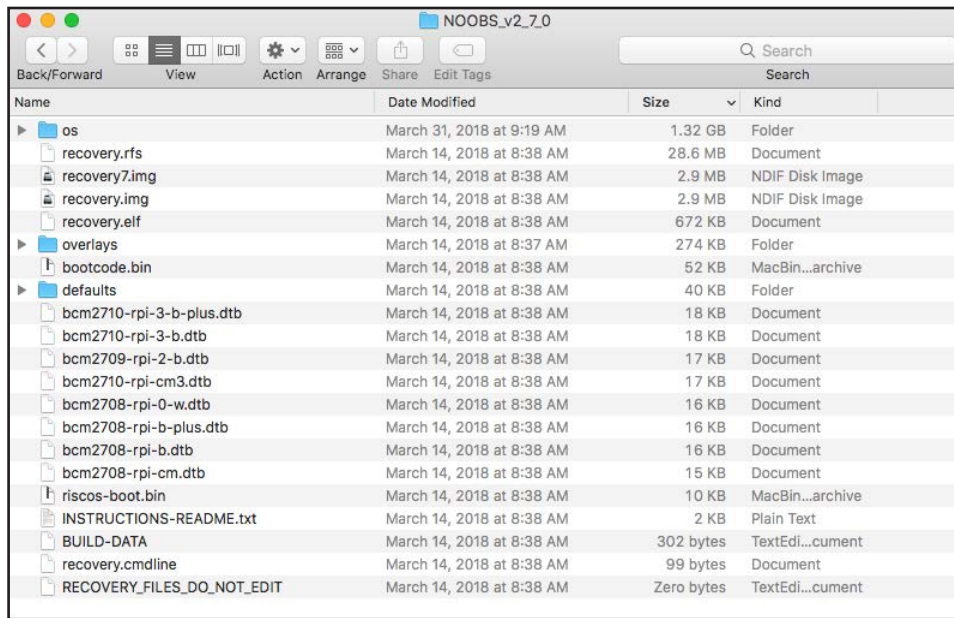 NOOBS_v2_7_0
Back/Forward View Action Arrange Share Edit Tags Search
Search
Name Date Modified Size Kind
os March 31, 2018 at 9:19 AM 1.32 GB Folder
recovery.rfs March 14, 2018 at 8:38 AM 28.6 MB Document
recovery7.img March 14, 2018 at 8:38 AM 2.9 MB NDIF Disk Image
recovery.img March 14, 2018 at 8:38 AM 2.9 MB NDIF Disk Image
recovery.elf March 14, 2018 at 8:38 AM 672 KB Document
overlays March 14, 2018 at 8:37 AM 274 KB Folder
bootcode.bin March 14, 2018 at 8:38 AM 52 KB MacBin...archive
defaults March 14, 2018 at 8:38 AM 40 KB Folder
bcm2710-rpi-3-b-plus.dtb March 14, 2018 at 8:38 AM 18 KB Document
bcm2710-rpi-3-b.dtb March 14, 2018 at 8:38 AM 18 KB Document
bcm2709-rpi-2-b.dtb March 14, 2018 at 8:38 AM 17 KB Document
bcm2710-rpi-cm3.dtb March 14, 2018 at 8:38 AM 17 KB Document
bcm2708-rpi-0-w.dtb March 14, 2018 at 8:38 AM 16 KB Document
bcm2708-rpi-b-plus.dtb March 14, 2018 at 8:38 AM 16 KB Document
bcm2708-rpi-b.dtb March 14, 2018 at 8:38 AM 16 KB Document
bcm2708-rpi-cm.dtb March 14, 2018 at 8:38 AM 15 KB Document
riscos-boot.bin March 14, 2018 at 8:38 AM 10 KB MacBin...archive
INSTRUCTIONS-README.txt March 14, 2018 at 8:38 AM 2 KB Plain Text
BUILD-DATA March 14, 2018 at 8:38 AM 302 bytes TextEdi...cument
recovery.cmdline March 14, 2018 at 8:38 AM 99 bytes Document
RECOVERY_FILES_DO_NOT_EDIT March 14, 2018 at 8:38 AM Zero bytes TextEdi...cument